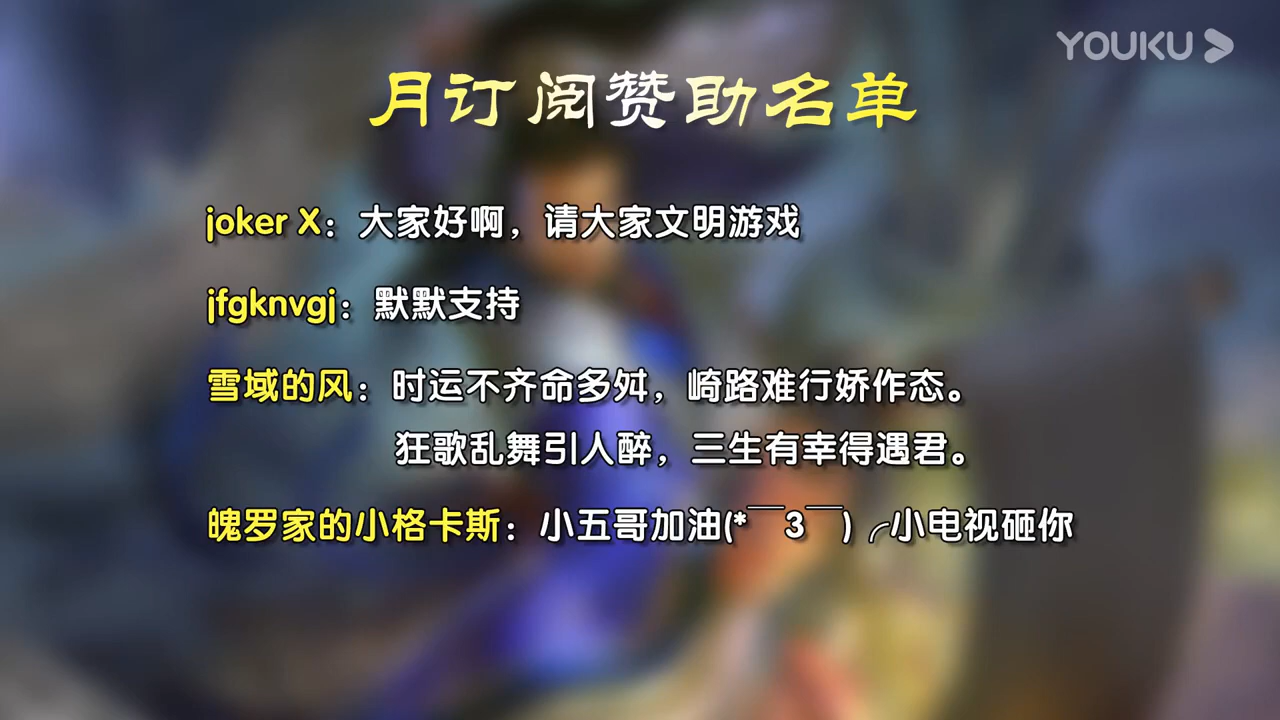 YOUKU
月订阅赞助名单
joker X：大家好啊，请大家文明游戏
jfgknvgj：默默支持
雪域的风：时运不齐命多舛，崎路难行娇作态。
狂歌乱舞引人醉，三生有幸得遇君。
魄罗家的小格卡斯：小五哥加油(*￣3￣)╭小电视砸你